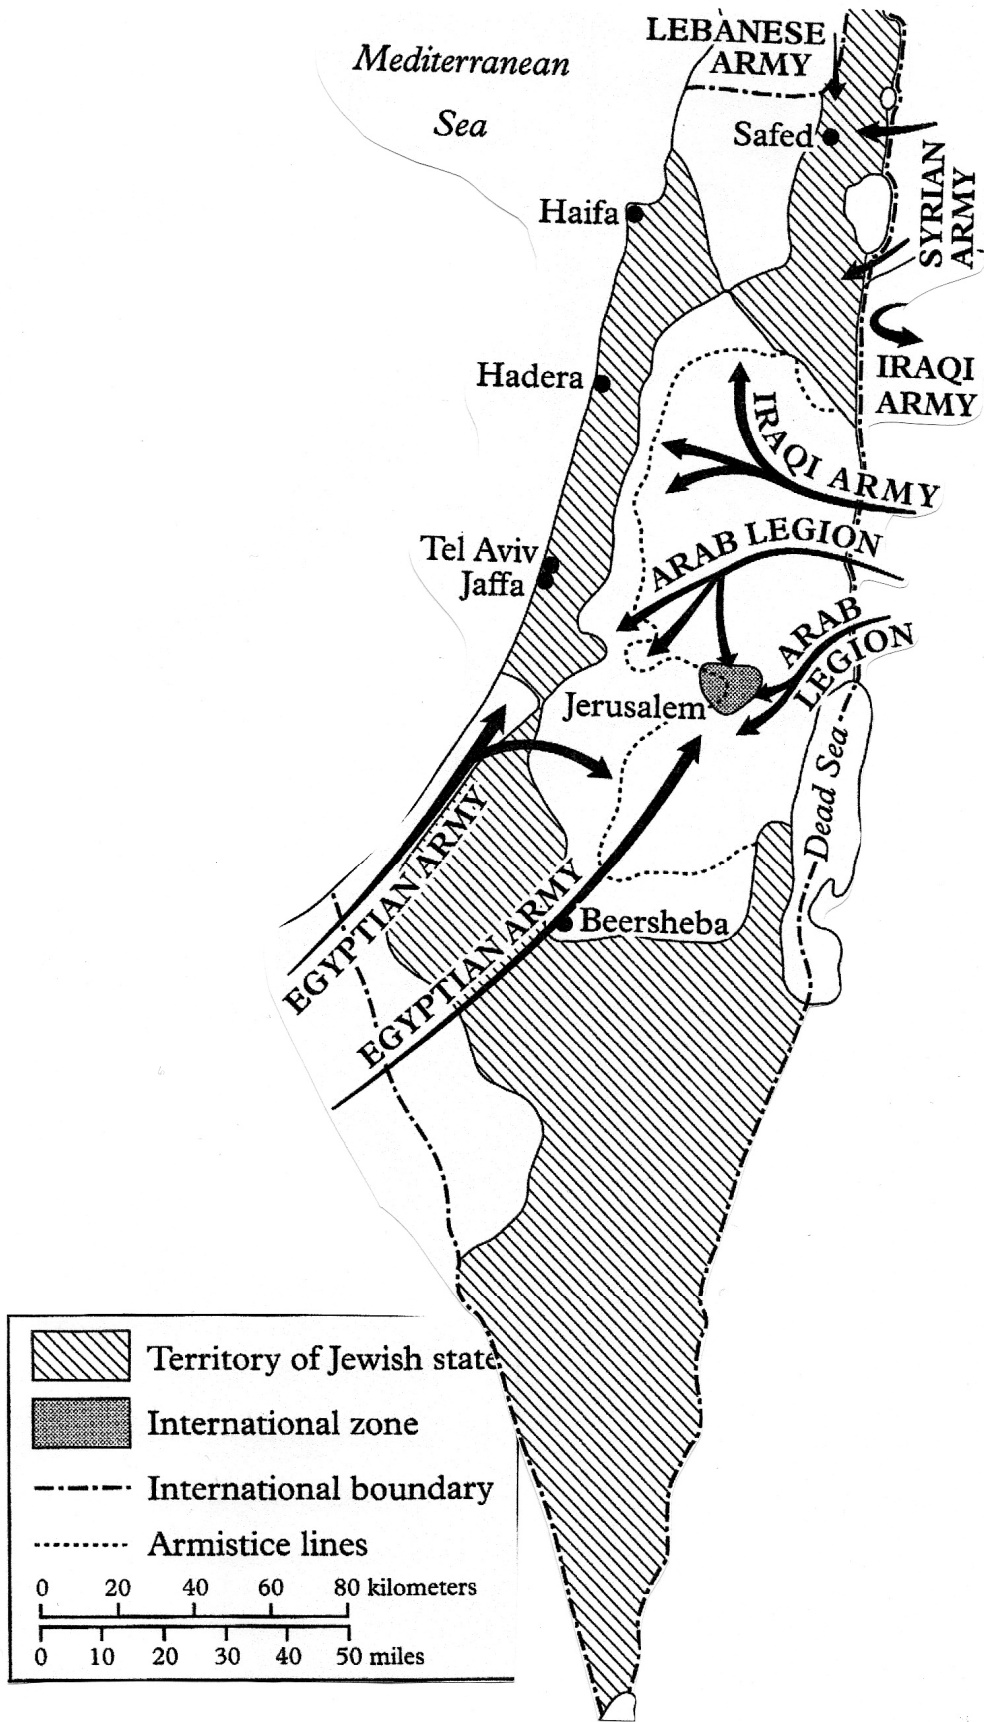 LEBANESE
ARMY
Mediterranean
Sea
Safed
SYRIAN
ARMY
Haifa
IRAQI
ARMY
Hadera
IRAQI ARMY
ARAB LEGION
Tel Aviv
Jaffa
ARAB
LEGION
Jerusalem
Dead Sea
EGYPTIAN ARMY
EGYPTIAN ARMY
Beersheba
Territory of Jewish state
International zone
International boundary
Armistice lines
0 20 40 60 80 kilometers
0 10 20 30 40 50 miles